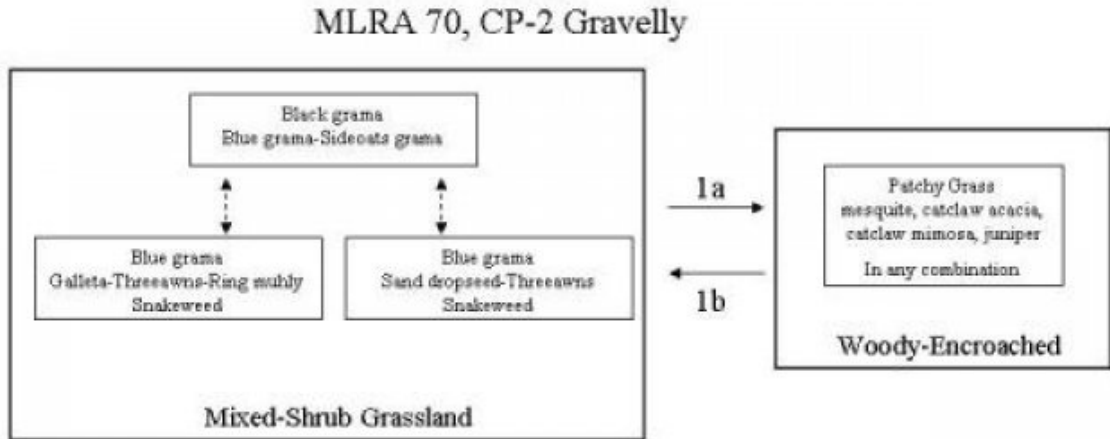 MLRA 70, CP-2 Gravelly
Black grama
Blue grama-Sideoats grama
Blue grama
Galleta-Threeawns-Ring muhly
Snakeweed
Blue grama
Sand dropseed-Threeawns
Snakeweed
Mixed-Shrub Grassland
1a
1b
Patchy Grass
mesquite, catclaw acacia,
catclaw mimosa, juniper
In any combination
Woody-Encroached